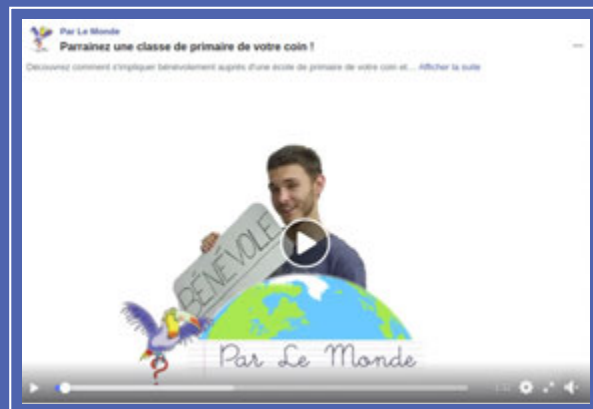 Par Le Monde
Parrainez une classe de primaire de votre coin !
Découvrez comment s'impliquer bénévolement auprès d'une école de primaire de votre coin et... Afficher la suite
BÉNÉVOLE
Par Le Monde